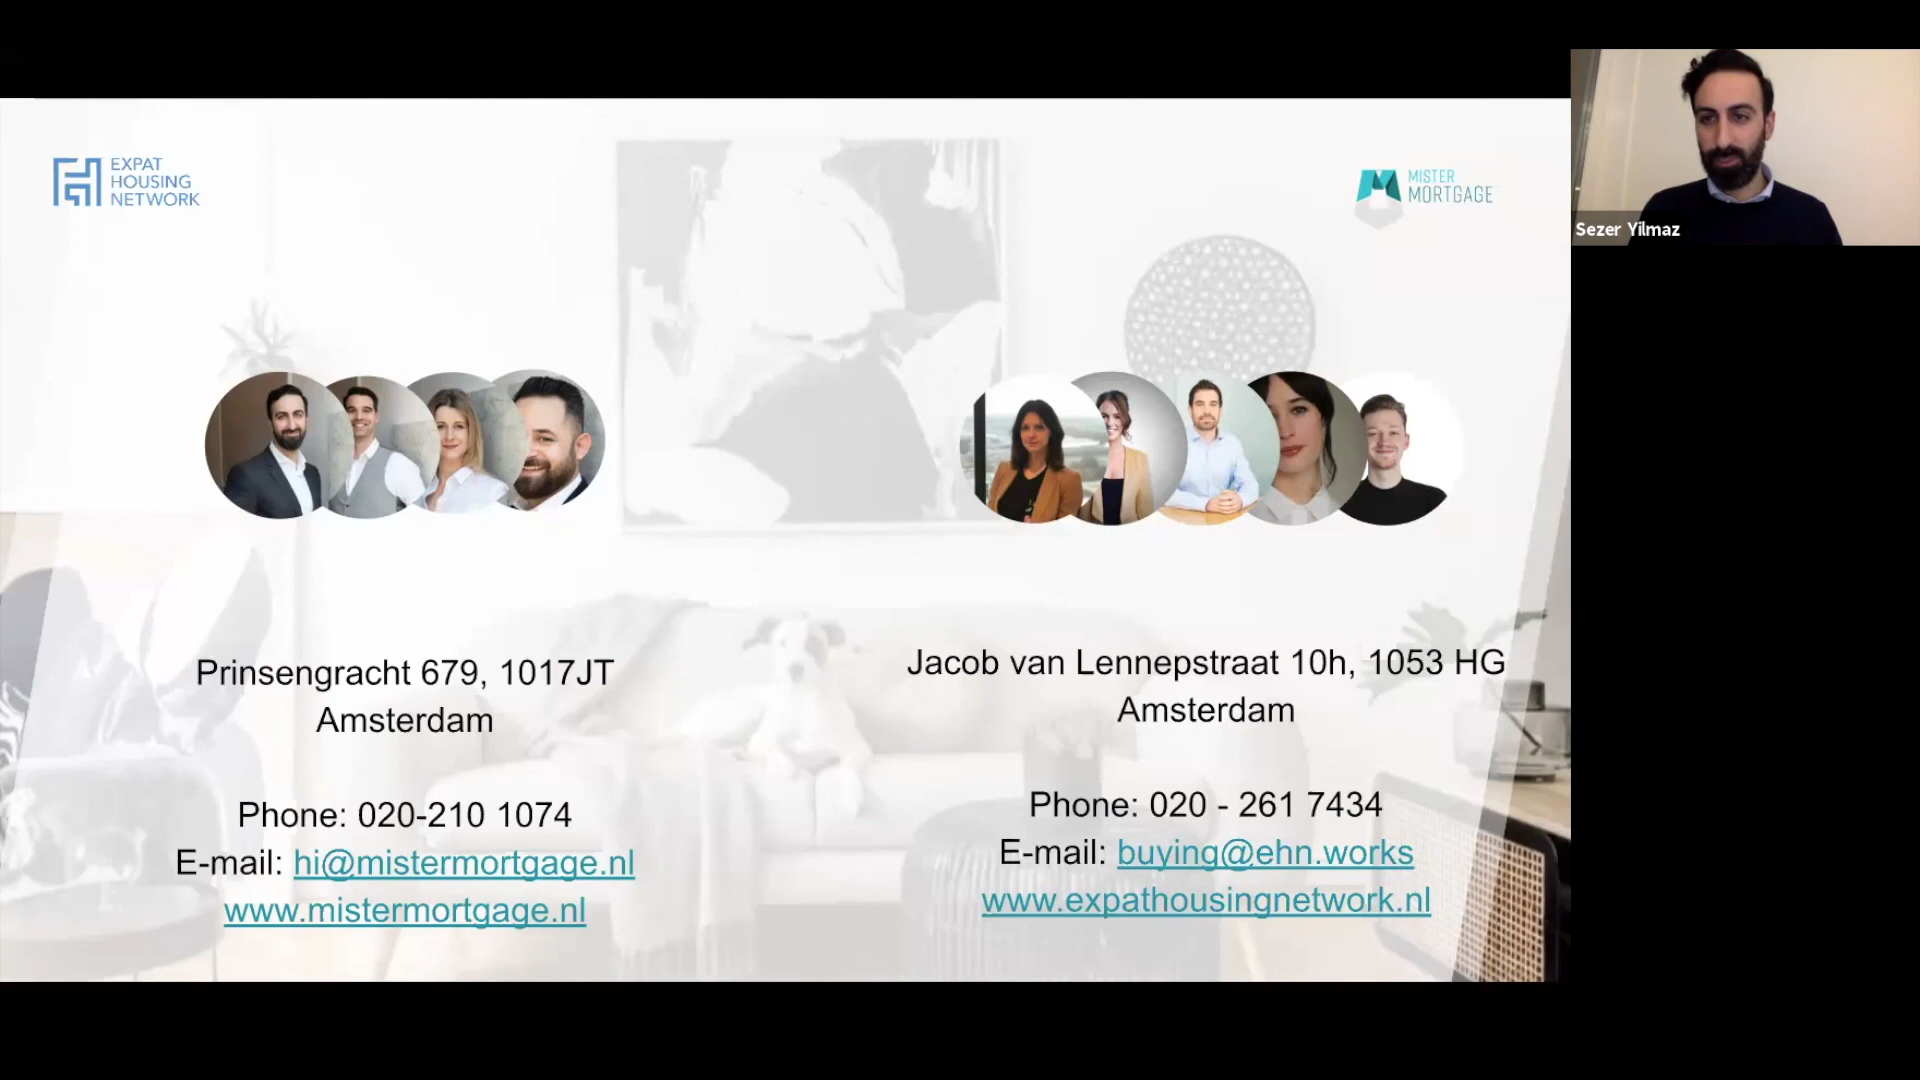 EXPAT
HOUSING
NETWORK
MISTER
MORTGAGE
Sezer Yilmaz
Prinsengracht 679, 1017JT
Amsterdam
Phone: 020-210 1074
E-mail: hi@mistermortgage.nl
www.mistermortgage.nl
Jacob van Lennepstraat 10h, 1053 HG
Amsterdam
Phone: 020 - 261 7434
E-mail: buying@ehn.works
www.expathousingnetwork.nl